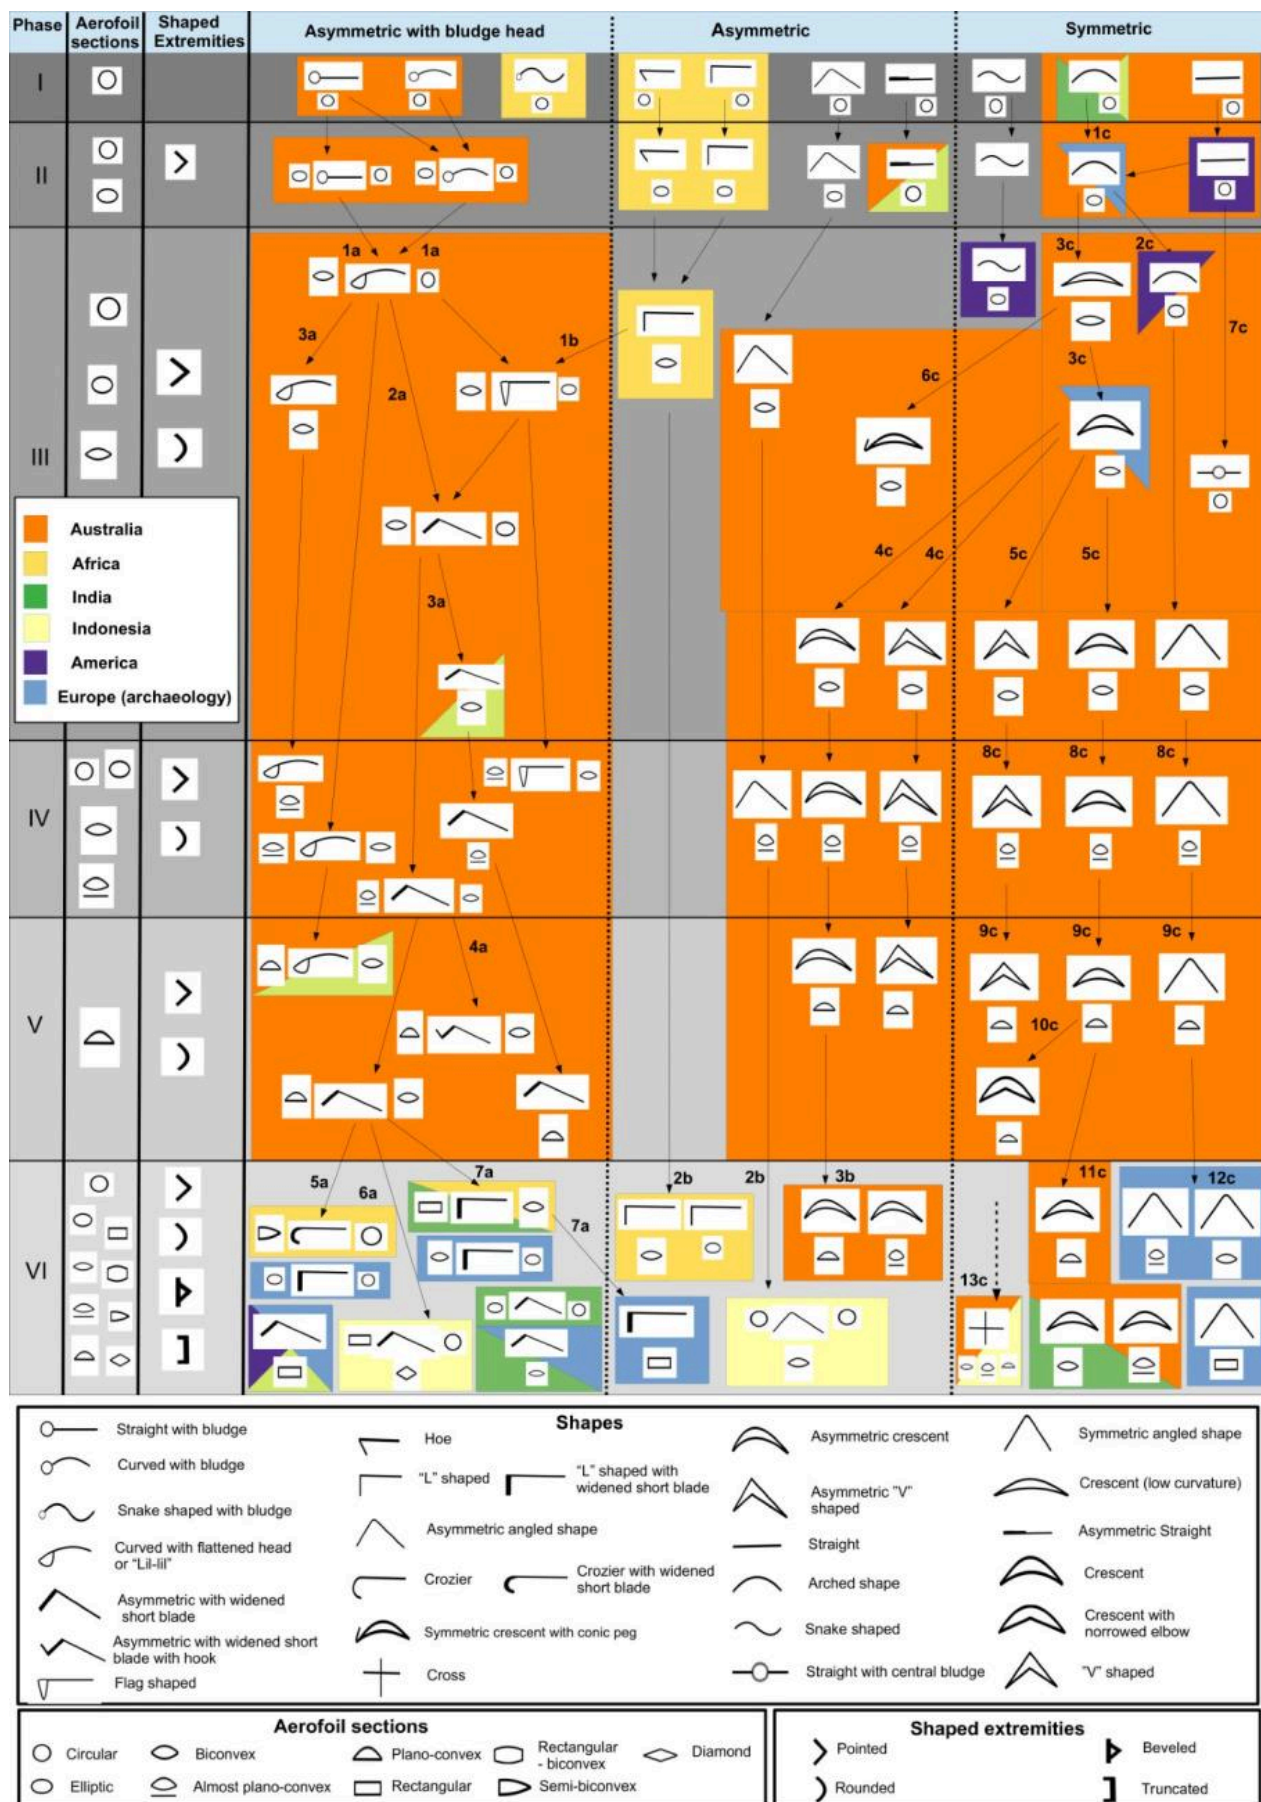 Phase Aerofoil sections Shaped Extremities Asymmetric with bludge head Asymmetric Symmetric
I
II
1c
III
1a 1a
3c 2c
3a
1b
7c
2a
6c
3c
4c 4c 5c 5c
3a
Australia
Africa
India
Indonesia
America
Europe (archaeology)
IV
8c 8c 8c
V
9c 9c 9c
4a
10c
VI
5a 6a 7a 7a 2b 2b 3b 11c 12c
13c
Shapes
Straight with bludge
Curved with bludge
Snake shaped with bludge
Curved with flattened head
or “Lil-lil”
Asymmetric with widened
short blade
Asymmetric with widened short
blade with hook
Flag shaped
Hoe
“L” shaped
“L” shaped with
widened short blade
Asymmetric angled shape
Crozier
Crozier with widened
short blade
Symmetric crescent with conic peg
Cross
Asymmetric crescent
Asymmetric ”V”
shaped
Straight
Arched shape
Snake shaped
Straight with central bludge
Symmetric angled shape
Crescent (low curvature)
Asymmetric Straight
Crescent
Crescent with
norrowed elbow
”V” shaped
Aerofoil sections
Circular
Biconvex
Plano-convex
Rectangular
- biconvex
Diamond
Elliptic
Almost plano-convex
Rectangular
Semi-biconvex
Shaped extremities
Pointed
Beveled
Rounded
Truncated